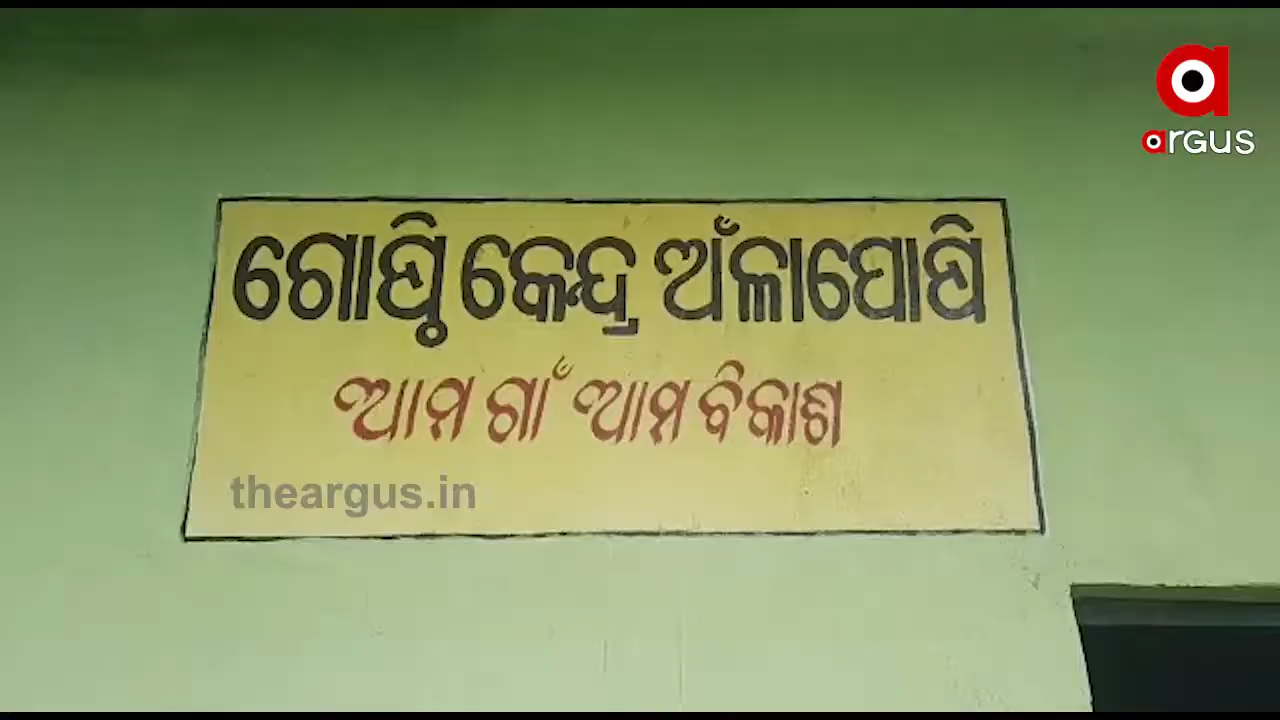 argus
ଗୋଷ୍ଠି କେନ୍ଦ୍ର ଅଁଳାପୋଷି
ଆମ ଗାଁ ଆମ ବିକାଶ
theargus.in